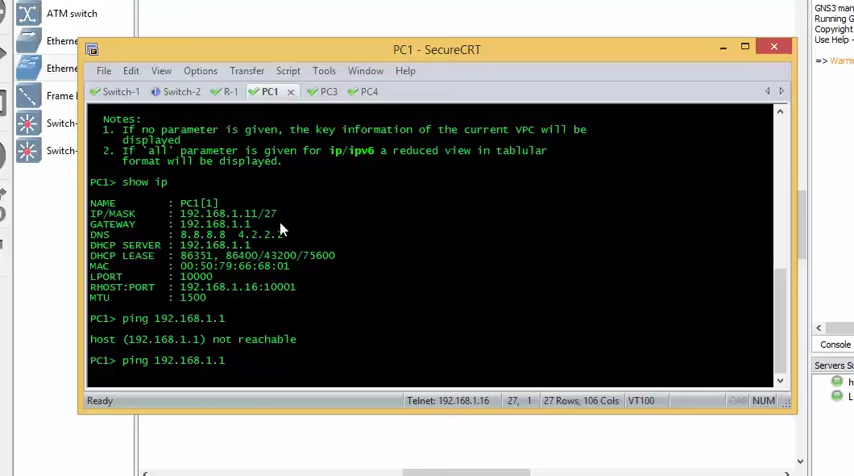 ATM switch
Etherne
Etherne
Frame
Switch-
Switch-
GNS3 man
Running G
Copyright
Use Help -
=> Warnin
PC1 - SecureCRT
File Edit View Options Transfer Script Tools Window Help
Switch-1 Switch-2 R-1 PC1 PC3 PC4
Notes:
1. If no parameter is given, the key information of the current VPC will be
displayed
2. If `all` parameter is given for ip/ipv6 a reduced view in tablular
format will be displayed.
PC1> show ip
NAME : PC1[1]
IP/MASK : 192.168.1.11/27
GATEWAY : 192.168.1.1
DNS : 8.8.8.8 4.2.2.2
DHCP SERVER : 192.168.1.1
DHCP LEASE : 86351, 86400/43200/75600
MAC : 00:50:79:66:68:01
LPORT : 10000
RHOST:PORT : 192.168.1.16:10001
MTU : 1500
PC1> ping 192.168.1.1
host (192.168.1.1) not reachable
PC1> ping 192.168.1.1
Ready Telnet: 192.168.1.16 27, 1 27 Rows, 106 Cols VT100 CAP NUM
Console
Servers Su
h
L